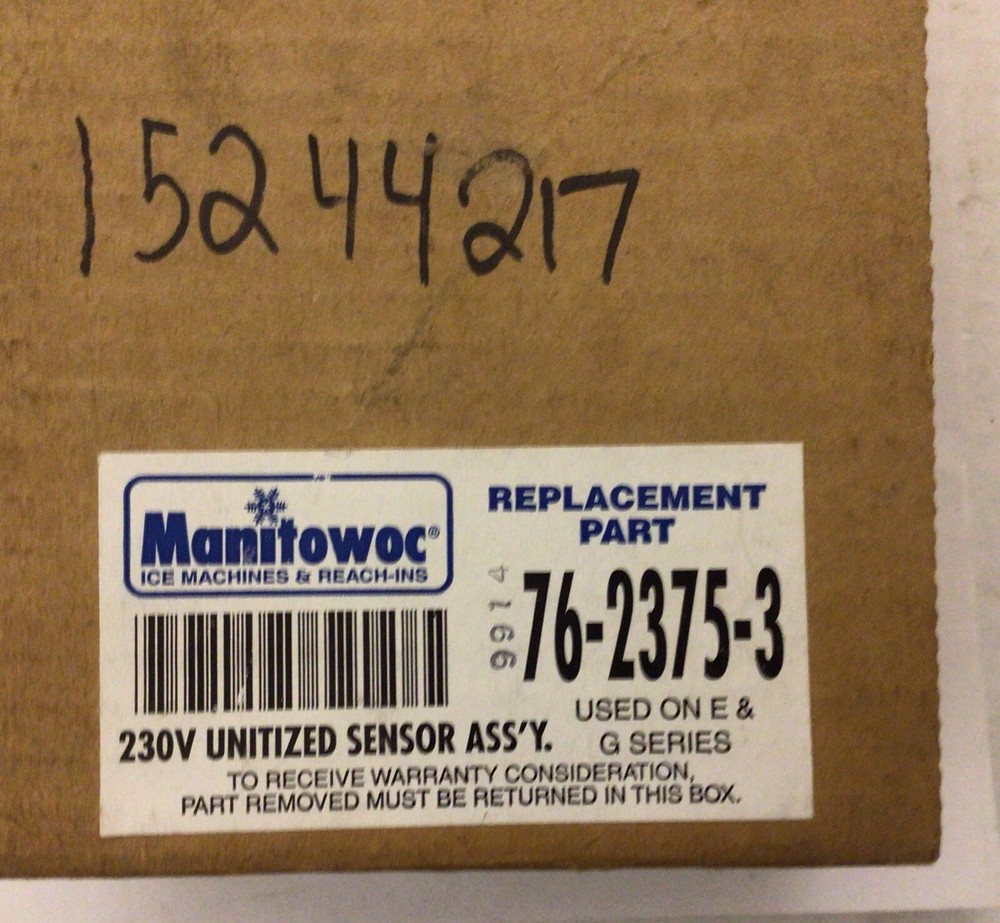 15244217
Manitowoc®
ICE MACHINES & REACH-INS
REPLACEMENT
PART
9914
76-2375-3
USED ON E &
G SERIES
230V UNITIZED SENSOR ASS'Y.
TO RECEIVE WARRANTY CONSIDERATION,
PART REMOVED MUST BE RETURNED IN THIS BOX.